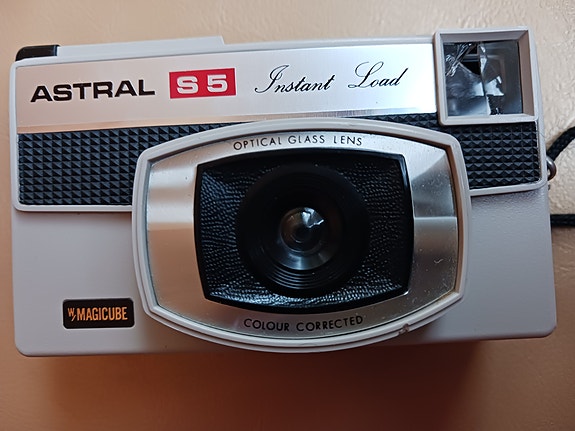 ASTRAL S5 Instant Load
OPTICAL GLASS LENS
COLOUR CORRECTED
W/ MAGICUBE